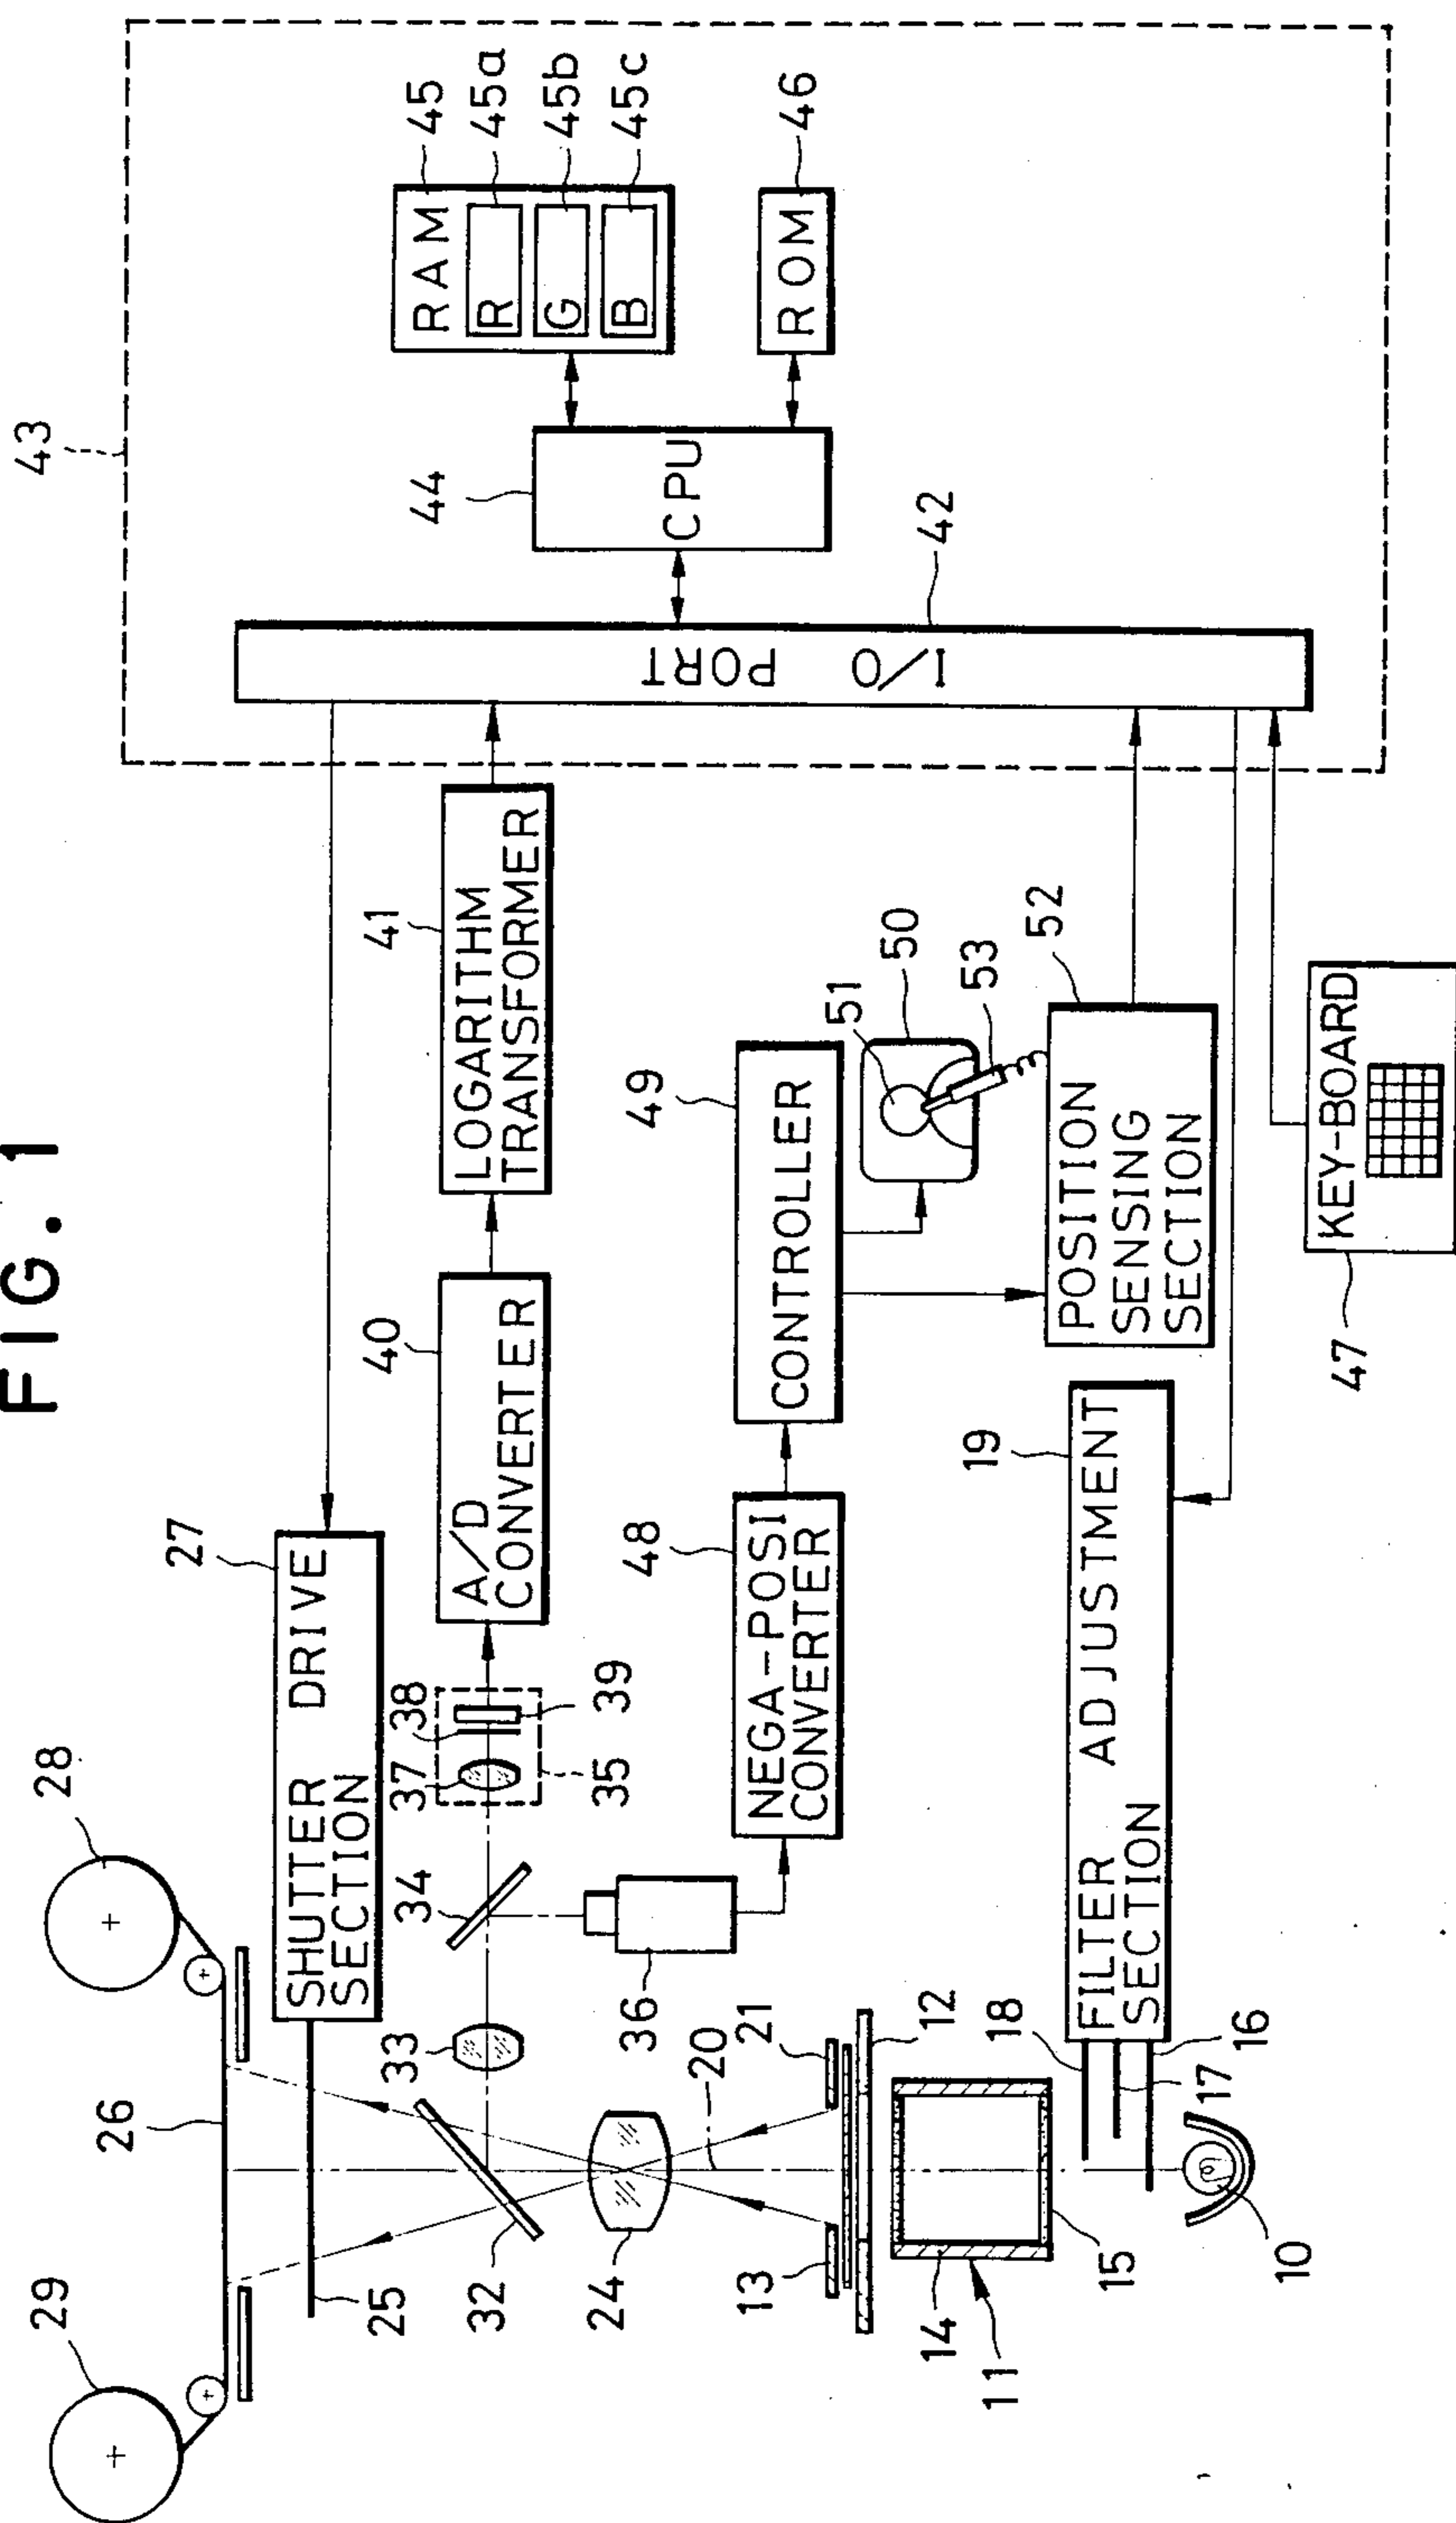 FIG. 1
29
28
26
25
27
SHUTTER DRIVE
SECTION
32
33
34
37
38
39
35
40
A/D
CONVERTER
41
LOGARITHM
TRANSFORMER
43
I/O PORT
42
44
CPU
RAM
45
R
45a
G
45b
B
45c
ROM
46
24
36
20
21
13
12
48
NEGA-POSI
CONVERTER
49
CONTROLLER
51
50
53
52
POSITION
SENSING
SECTION
14
11
15
18
17
16
10
19
FILTER ADJUSTMENT
SECTION
47
KEY-BOARD